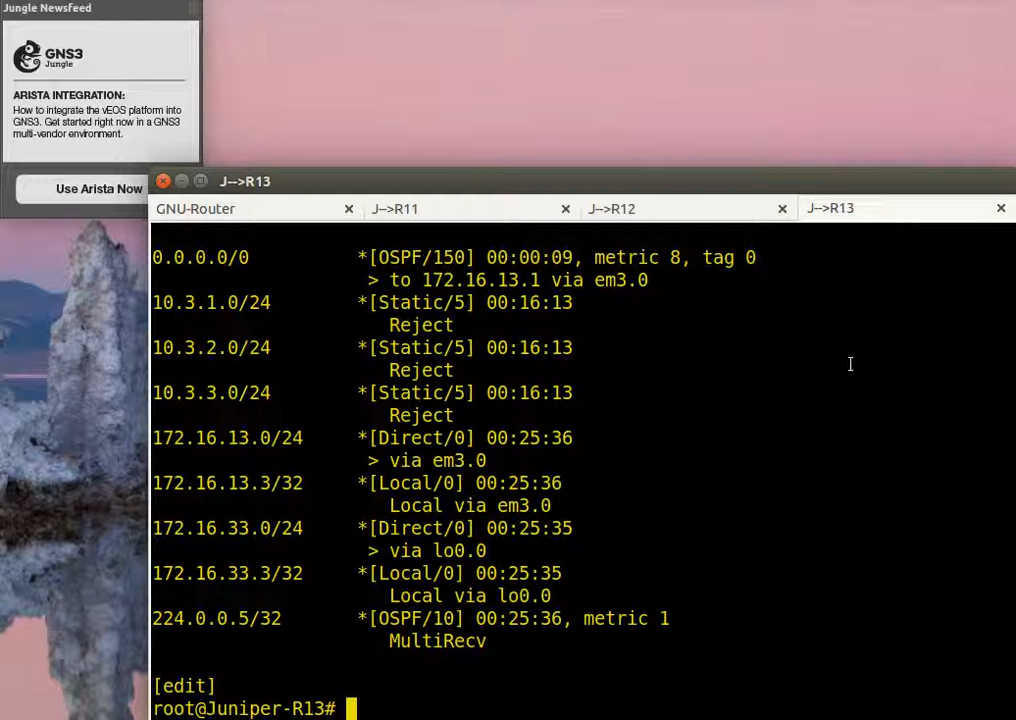 Jungle Newsfeed
GNS3
Jungle
ARISTA INTEGRATION:
How to integrate the vEOS platform into
GNS3. Get started right now in a GNS3
multi-vendor environment.
Use Arista Now
J-->R13
GNU-Router J-->R11 J-->R12 J-->R13
0.0.0.0/0 *[OSPF/150] 00:00:09, metric 8, tag 0
> to 172.16.13.1 via em3.0
10.3.1.0/24 *[Static/5] 00:16:13
Reject
10.3.2.0/24 *[Static/5] 00:16:13
Reject
10.3.3.0/24 *[Static/5] 00:16:13
Reject
172.16.13.0/24 *[Direct/0] 00:25:36
> via em3.0
172.16.13.3/32 *[Local/0] 00:25:36
Local via em3.0
172.16.33.0/24 *[Direct/0] 00:25:35
> via lo0.0
172.16.33.3/32 *[Local/0] 00:25:35
Local via lo0.0
224.0.0.5/32 *[OSPF/10] 00:25:36, metric 1
MultiRecv
[edit]
root@Juniper-R13#